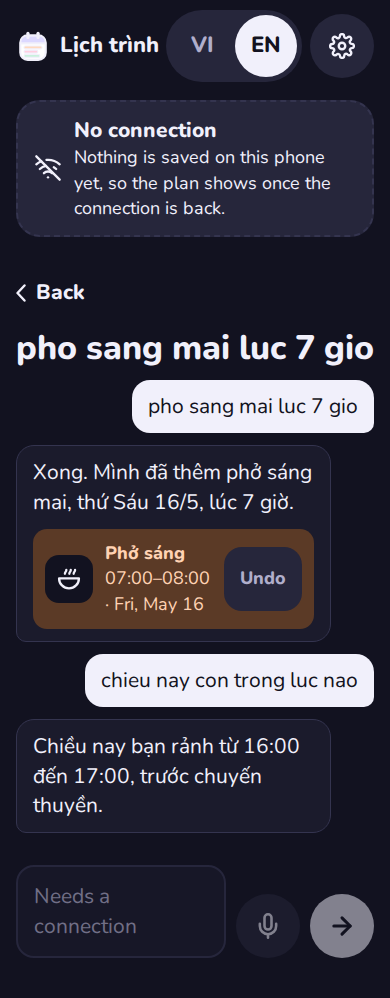 Lịch trình
VI
EN
No connection
Nothing is saved on this phone
yet, so the plan shows once the
connection is back.
Back
pho sang mai luc 7 gio
pho sang mai luc 7 gio
Xong. Mình đã thêm phở sáng
mai, thứ Sáu 16/5, lúc 7 giờ.
Phở sáng
07:00–08:00
· Fri, May 16
Undo
chieu nay con trong luc nao
Chiều nay bạn rảnh từ 16:00
đến 17:00, trước chuyến
thuyền.
Needs a
connection